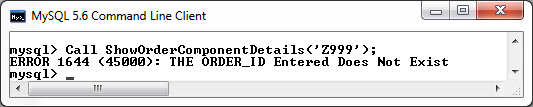 MySQL 5.6 Command Line Client
mysql> Call ShowOrderComponentDetails('Z999');
ERROR 1644 (45000): THE ORDER_ID Entered Does Not Exist
mysql> _